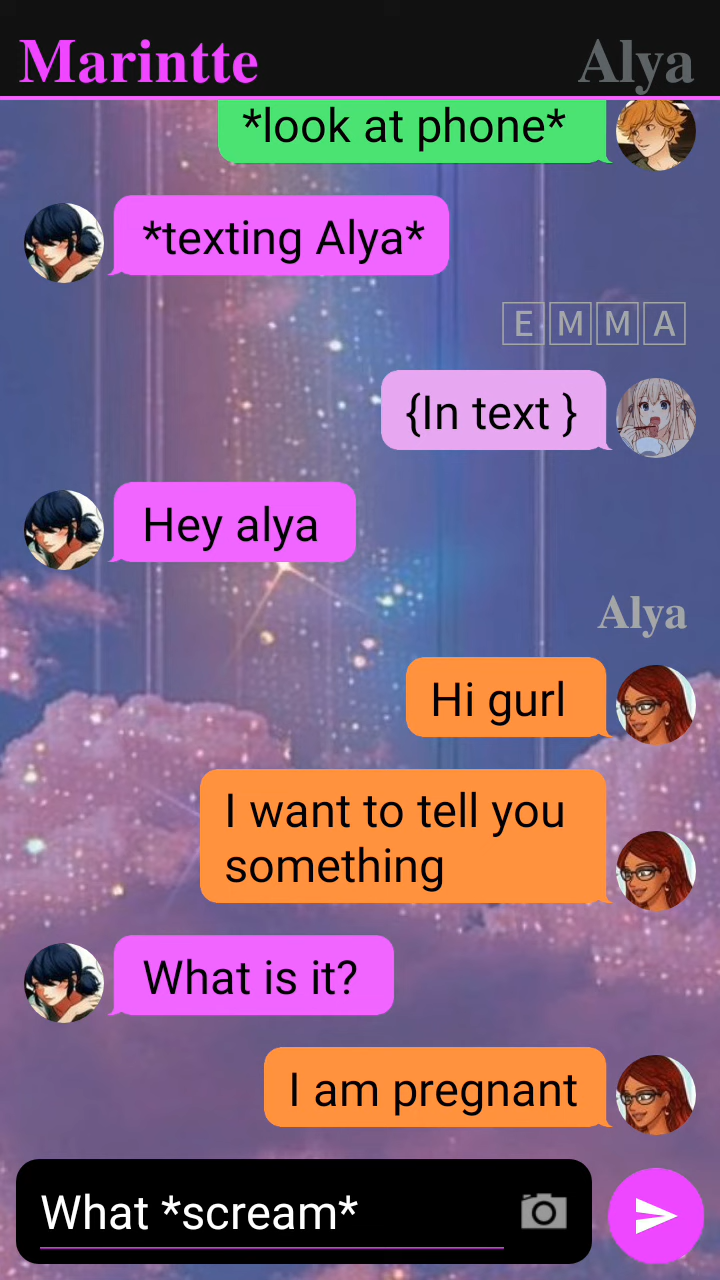 Marintte
Alya
*look at phone*
*texting Alya*
EMMA
{In text }
Hey alya
Alya
Hi gurl
I want to tell you
something
What is it?
I am pregnant
What *scream*